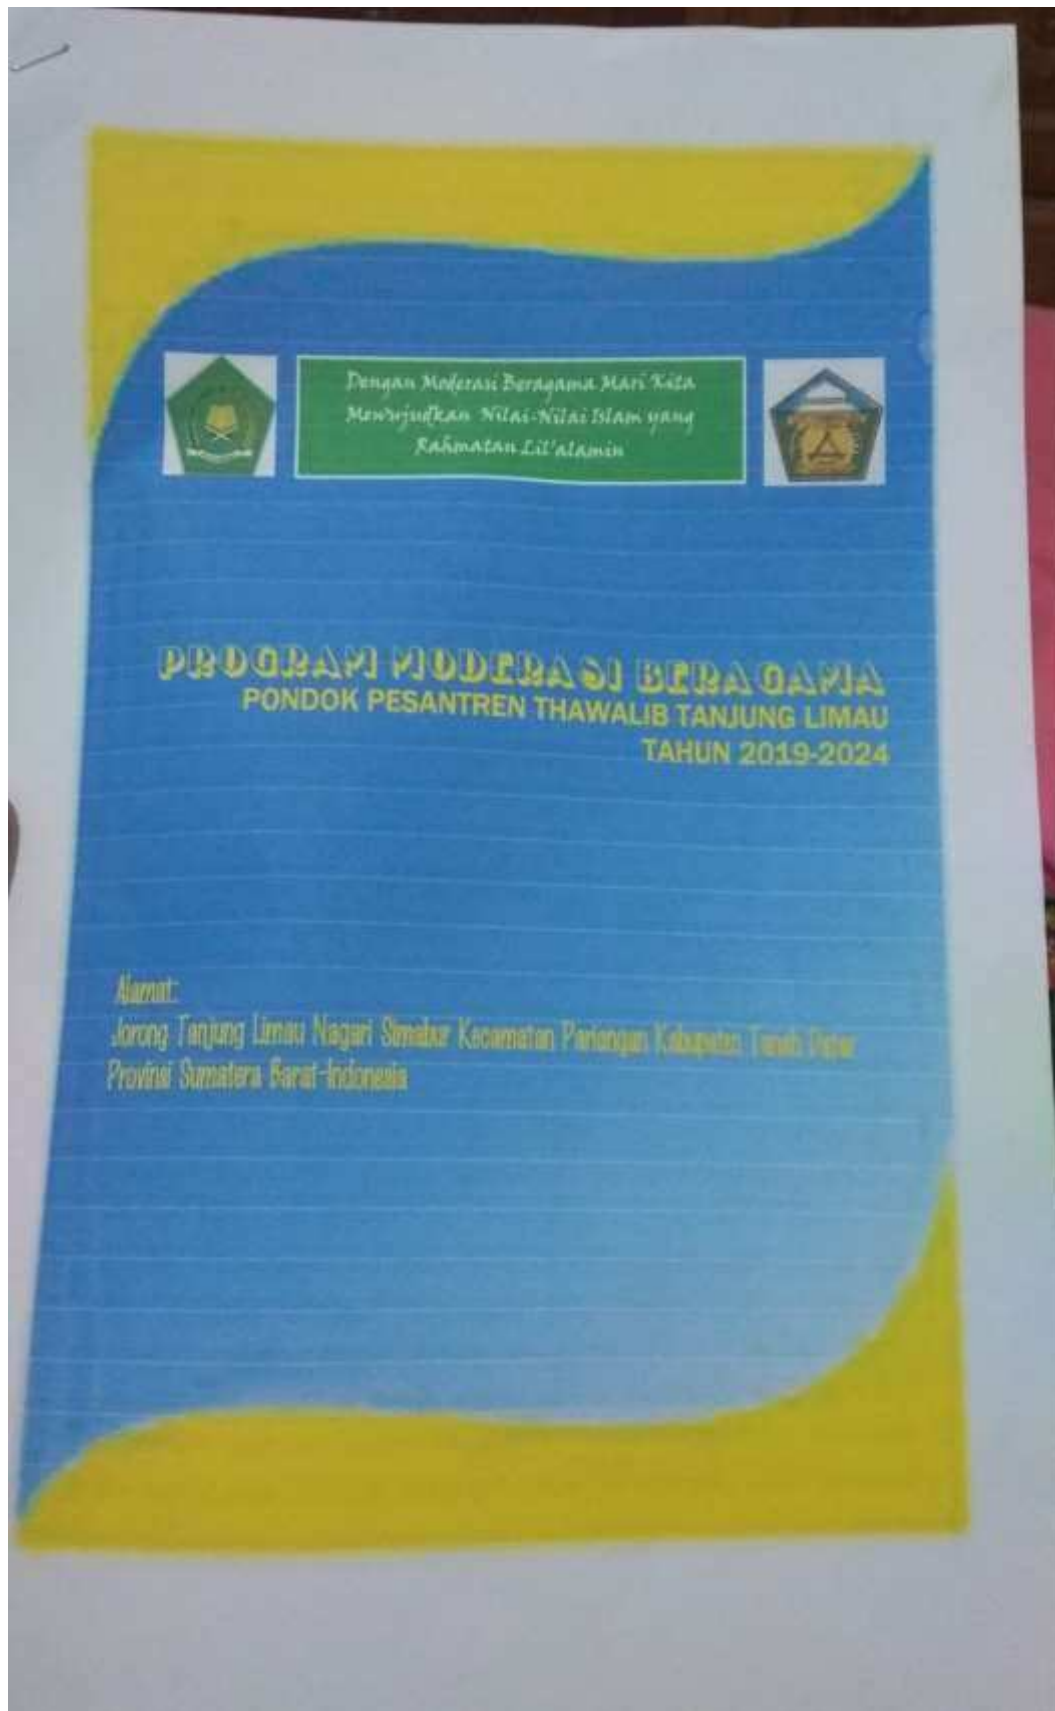 Dengan Moderasi Beragama Mari Kita
Mewujudkan Nilai-Nilai Islam yang
Rahmatan Lil'alamin
PROGRAM MODERASI BERAGAMA
PONDOK PESANTREN THAWALIB TANJUNG LIMAU
TAHUN 2019-2024
Alamat:
Jorong Tanjung Limau Nagari Simabur Kecamatan Pariangan Kabupaten Tanah Datar
Provinsi Sumatera Barat-Indonesia